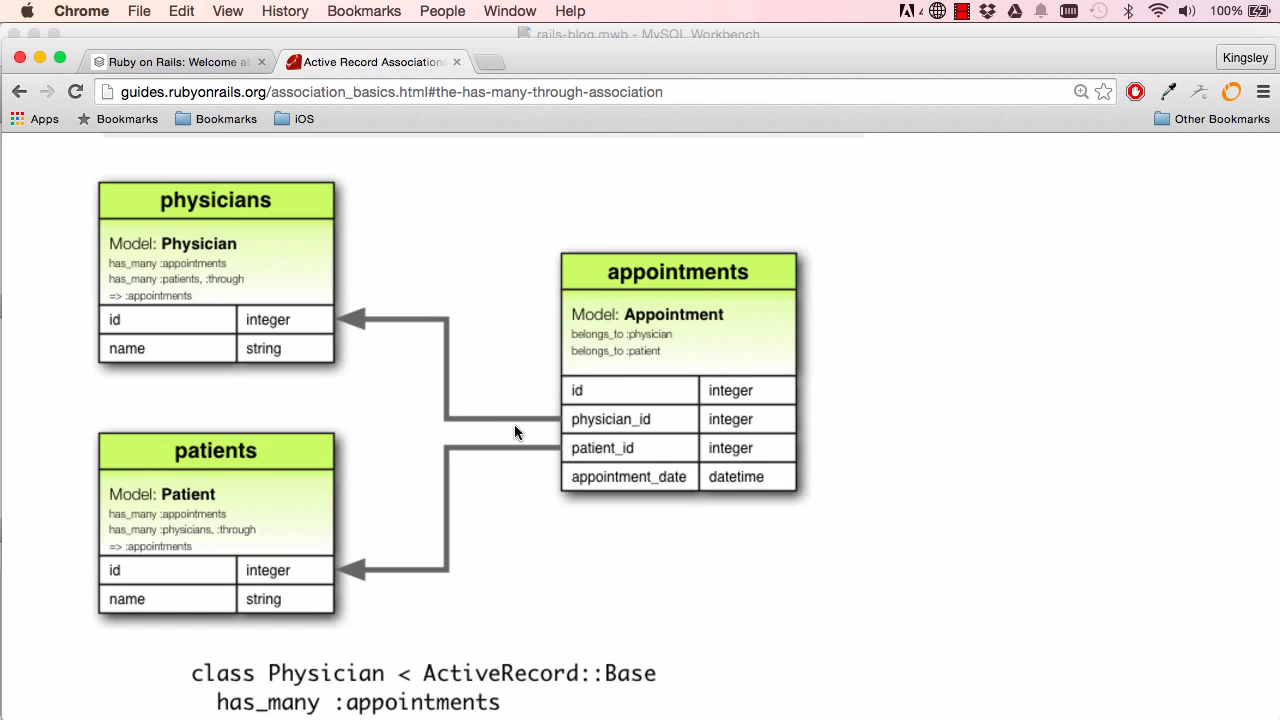 Chrome File Edit View History Bookmarks People Window Help 4 100%
rails-blog.mwb - MySQL Workbench
Ruby on Rails: Welcome ab × Active Record Associations × Kingsley
guides.rubyonrails.org/association_basics.html#the-has-many-through-association
Apps Bookmarks Bookmarks iOS Other Bookmarks
physicians
Model: Physician
has_many :appointments
has_many :patients, :through
=> :appointments
id integer
name string
appointments
Model: Appointment
belongs_to :physician
belongs_to :patient
id integer
physician_id integer
patient_id integer
appointment_date datetime
patients
Model: Patient
has_many :appointments
has_many :physicians, :through
=> :appointments
id integer
name string
class Physician < ActiveRecord::Base
has_many :appointments